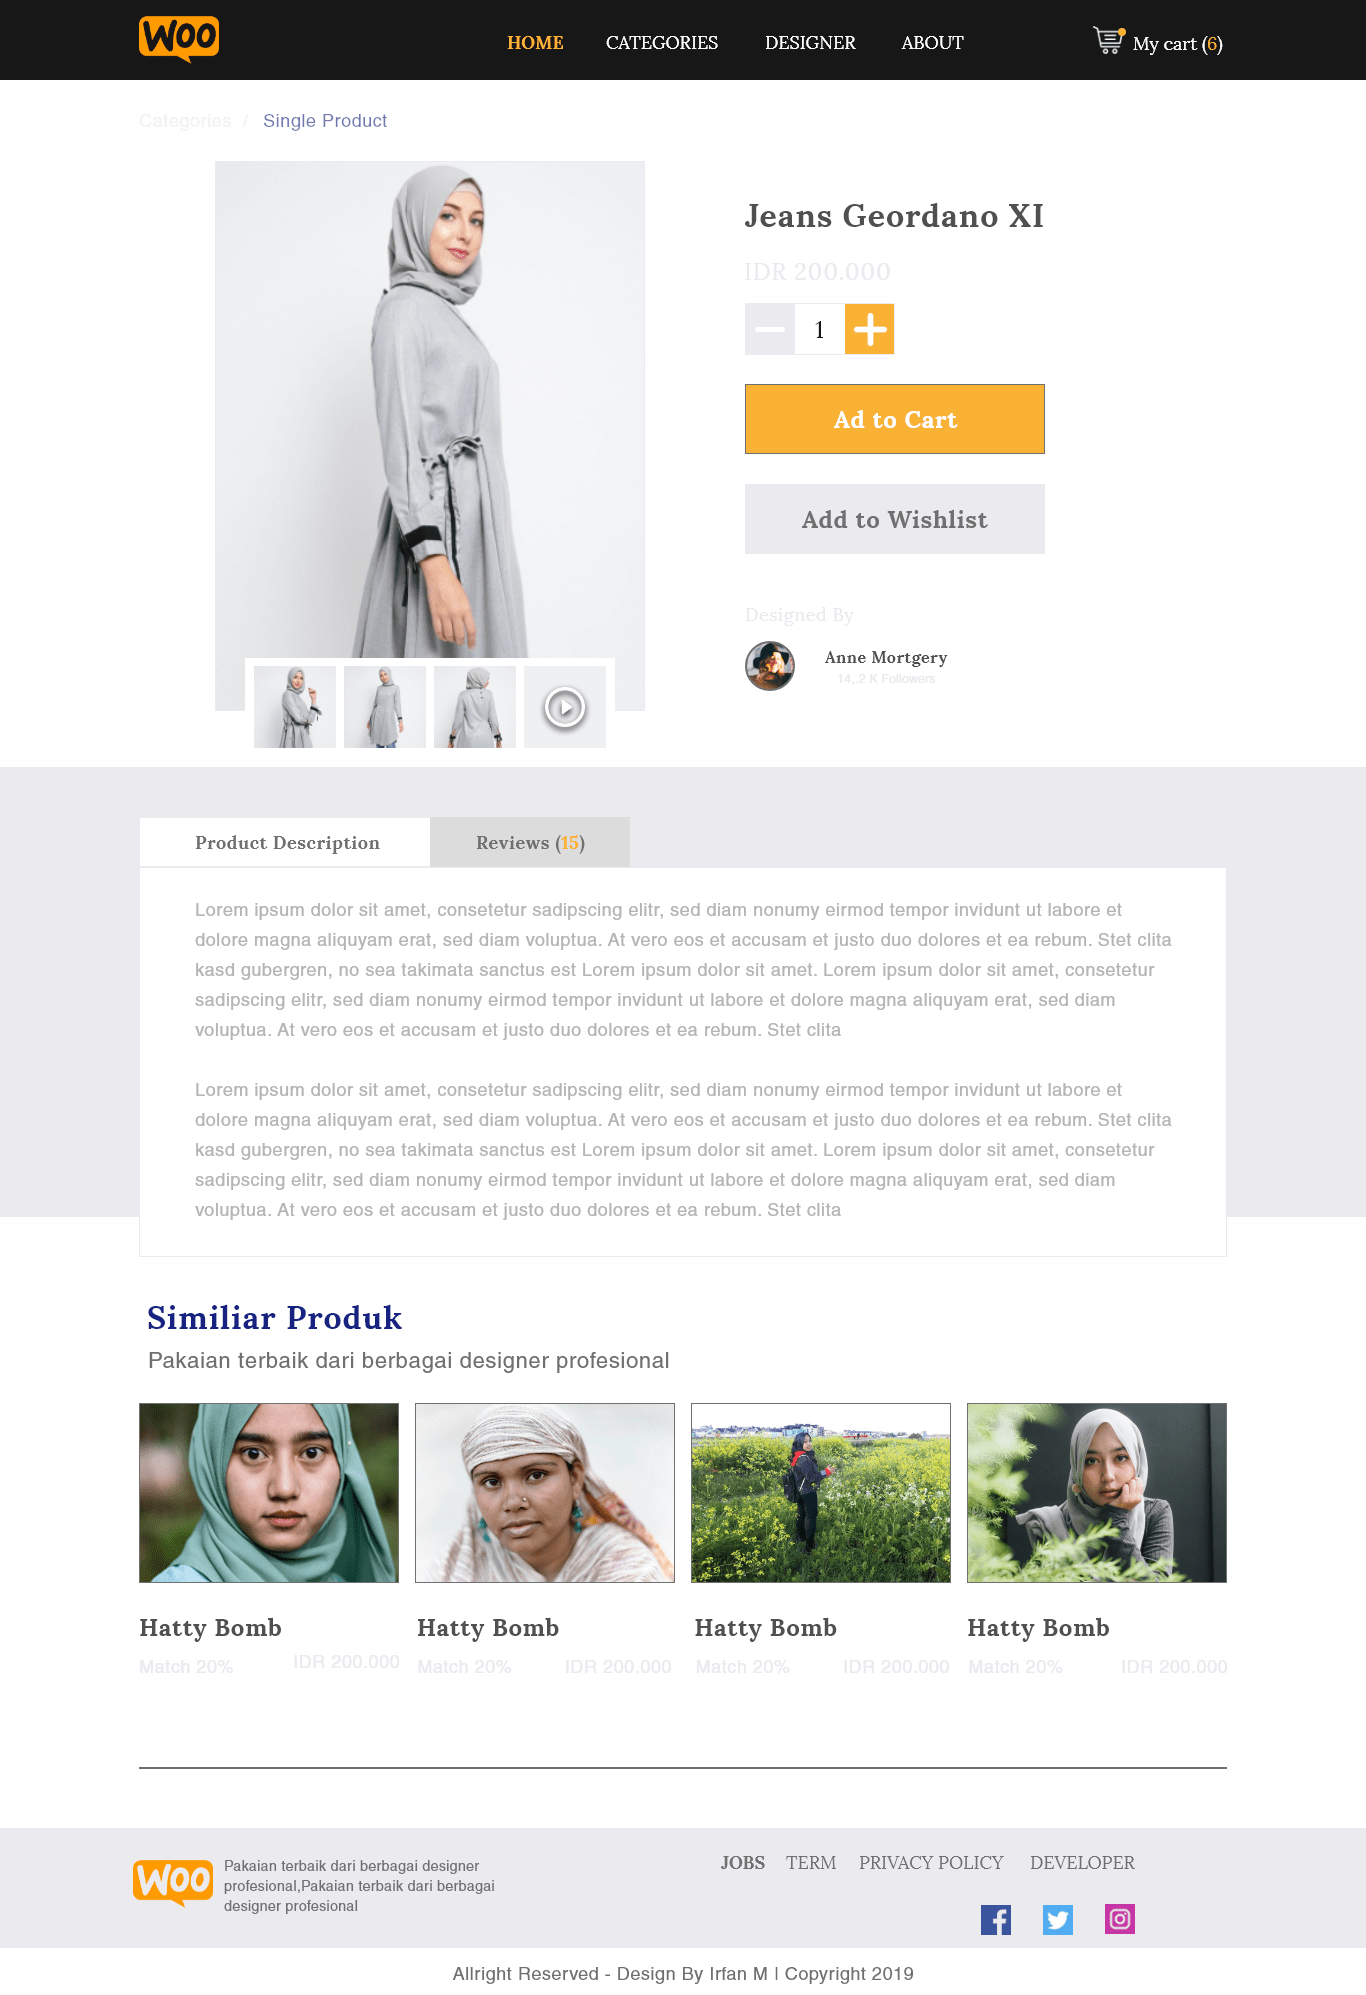 Woo
HOME CATEGORIES DESIGNER ABOUT
My cart (6)
Categories / Single Product
Jeans Geordano XI
IDR 200.000
1
Ad to Cart
Add to Wishlist
Designed By
Anne Mortgery
14,.2 K Followers
Product Description
Reviews (15)
Lorem ipsum dolor sit amet, consetetur sadipscing elitr, sed diam nonumy eirmod tempor invidunt ut labore et
dolore magna aliquyam erat, sed diam voluptua. At vero eos et accusam et justo duo dolores et ea rebum. Stet clita
kasd gubergren, no sea takimata sanctus est Lorem ipsum dolor sit amet. Lorem ipsum dolor sit amet, consetetur
sadipscing elitr, sed diam nonumy eirmod tempor invidunt ut labore et dolore magna aliquyam erat, sed diam
voluptua. At vero eos et accusam et justo duo dolores et ea rebum. Stet clita
Lorem ipsum dolor sit amet, consetetur sadipscing elitr, sed diam nonumy eirmod tempor invidunt ut labore et
dolore magna aliquyam erat, sed diam voluptua. At vero eos et accusam et justo duo dolores et ea rebum. Stet clita
kasd gubergren, no sea takimata sanctus est Lorem ipsum dolor sit amet. Lorem ipsum dolor sit amet, consetetur
sadipscing elitr, sed diam nonumy eirmod tempor invidunt ut labore et dolore magna aliquyam erat, sed diam
voluptua. At vero eos et accusam et justo duo dolores et ea rebum. Stet clita
Similiar Produk
Pakaian terbaik dari berbagai designer profesional
Hatty Bomb
Match 20% IDR 200.000
Hatty Bomb
Match 20% IDR 200.000
Hatty Bomb
Match 20% IDR 200.000
Hatty Bomb
Match 20% IDR 200.000
Woo
Pakaian terbaik dari berbagai designer
profesional,Pakaian terbaik dari berbagai
designer profesional
JOBS TERM PRIVACY POLICY DEVELOPER
Allright Reserved - Design By Irfan M | Copyright 2019